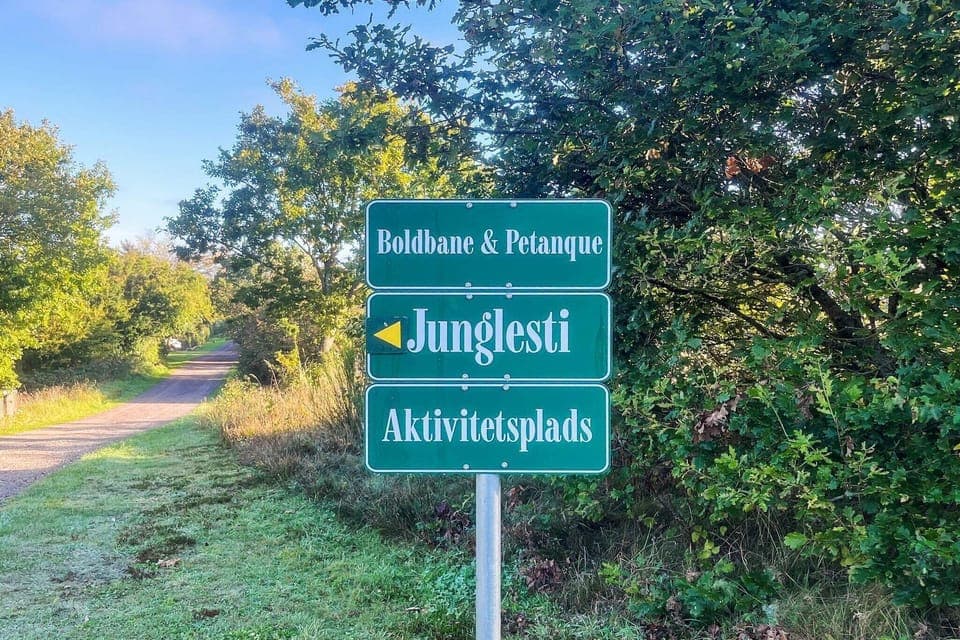 Boldbane & Petanque
Junglesti
Aktivitetsplads